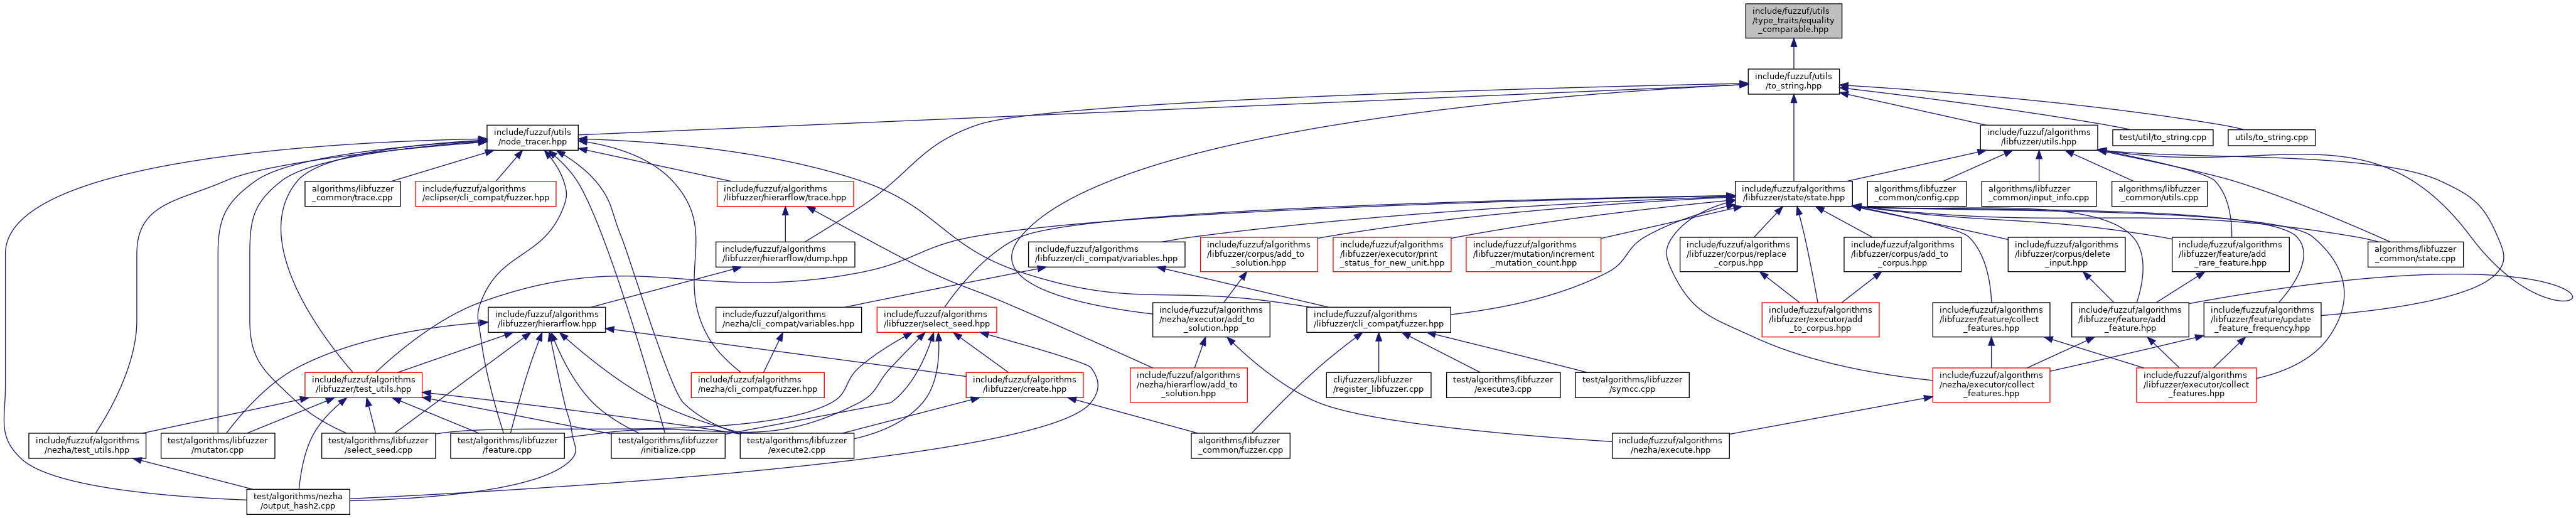 include/fuzzuf/utils
/type_traits/equality
_comparable.hpp
include/fuzzuf/utils
/to_string.hpp
include/fuzzuf/utils
/node_tracer.hpp
include/fuzzuf/algorithms
/libfuzzer/utils.hpp
test/util/to_string.cpp
utils/to_string.cpp
algorithms/libfuzzer
_common/trace.cpp
include/fuzzuf/algorithms
/eclipser/cli_compat/fuzzer.hpp
include/fuzzuf/algorithms
/libfuzzer/hierarflow/trace.hpp
include/fuzzuf/algorithms
/libfuzzer/state/state.hpp
algorithms/libfuzzer
_common/config.cpp
algorithms/libfuzzer
_common/input_info.cpp
algorithms/libfuzzer
_common/utils.cpp
include/fuzzuf/algorithms
/libfuzzer/hierarflow/dump.hpp
include/fuzzuf/algorithms
/libfuzzer/cli_compat/variables.hpp
include/fuzzuf/algorithms
/libfuzzer/corpus/add_to
_solution.hpp
include/fuzzuf/algorithms
/libfuzzer/executor/print
_status_for_new_unit.hpp
include/fuzzuf/algorithms
/libfuzzer/mutation/increment
_mutation_count.hpp
include/fuzzuf/algorithms
/libfuzzer/corpus/replace
_corpus.hpp
include/fuzzuf/algorithms
/libfuzzer/corpus/add_to
_corpus.hpp
include/fuzzuf/algorithms
/libfuzzer/corpus/delete
_input.hpp
include/fuzzuf/algorithms
/libfuzzer/feature/add
_rare_feature.hpp
algorithms/libfuzzer
_common/state.cpp
include/fuzzuf/algorithms
/libfuzzer/hierarflow.hpp
include/fuzzuf/algorithms
/nezha/cli_compat/variables.hpp
include/fuzzuf/algorithms
/libfuzzer/select_seed.hpp
include/fuzzuf/algorithms
/nezha/executor/add_to
_solution.hpp
include/fuzzuf/algorithms
/libfuzzer/cli_compat/fuzzer.hpp
include/fuzzuf/algorithms
/libfuzzer/executor/add
_to_corpus.hpp
include/fuzzuf/algorithms
/libfuzzer/feature/collect
_features.hpp
include/fuzzuf/algorithms
/libfuzzer/feature/add
_feature.hpp
include/fuzzuf/algorithms
/libfuzzer/feature/update
_feature_frequency.hpp
include/fuzzuf/algorithms
/libfuzzer/test_utils.hpp
include/fuzzuf/algorithms
/nezha/cli_compat/fuzzer.hpp
include/fuzzuf/algorithms
/libfuzzer/create.hpp
include/fuzzuf/algorithms
/nezha/hierarflow/add_to
_solution.hpp
cli/fuzzers/libfuzzer
/register_libfuzzer.cpp
test/algorithms/libfuzzer
/execute3.cpp
test/algorithms/libfuzzer
/symcc.cpp
include/fuzzuf/algorithms
/nezha/executor/collect
_features.hpp
include/fuzzuf/algorithms
/libfuzzer/executor/collect
_features.hpp
include/fuzzuf/algorithms
/nezha/test_utils.hpp
test/algorithms/libfuzzer
/mutator.cpp
test/algorithms/libfuzzer
/select_seed.cpp
test/algorithms/libfuzzer
/feature.cpp
test/algorithms/libfuzzer
/initialize.cpp
test/algorithms/libfuzzer
/execute2.cpp
algorithms/libfuzzer
_common/fuzzer.cpp
include/fuzzuf/algorithms
/nezha/execute.hpp
test/algorithms/nezha
/output_hash2.cpp